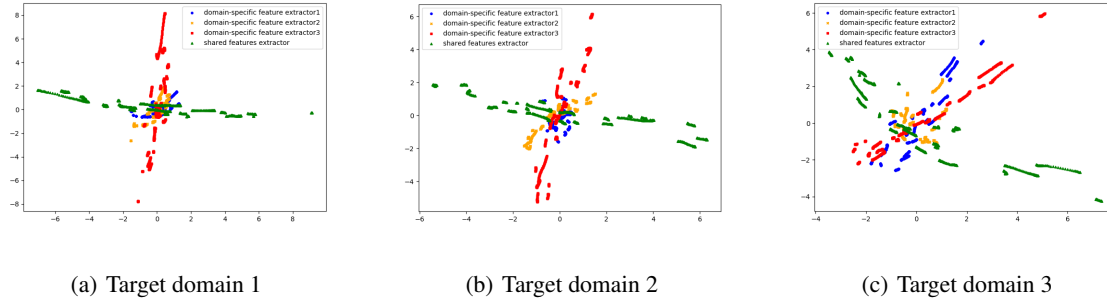 domain-specific feature extractor1
domain-specific feature extractor2
domain-specific feature extractor3
shared features extractor
8
6
4
2
0
−2
−4
−6
−8
−6 −4 −2 0 2 4 6 8
(a) Target domain 1
domain-specific feature extractor1
domain-specific feature extractor2
domain-specific feature extractor3
shared features extractor
6
4
2
0
−2
−4
−6 −4 −2 0 2 4 6
(b) Target domain 2
domain-specific feature extractor1
domain-specific feature extractor2
domain-specific feature extractor3
shared features extractor
6
4
2
0
−2
−4
−4 −2 0 2 4 6
(c) Target domain 3